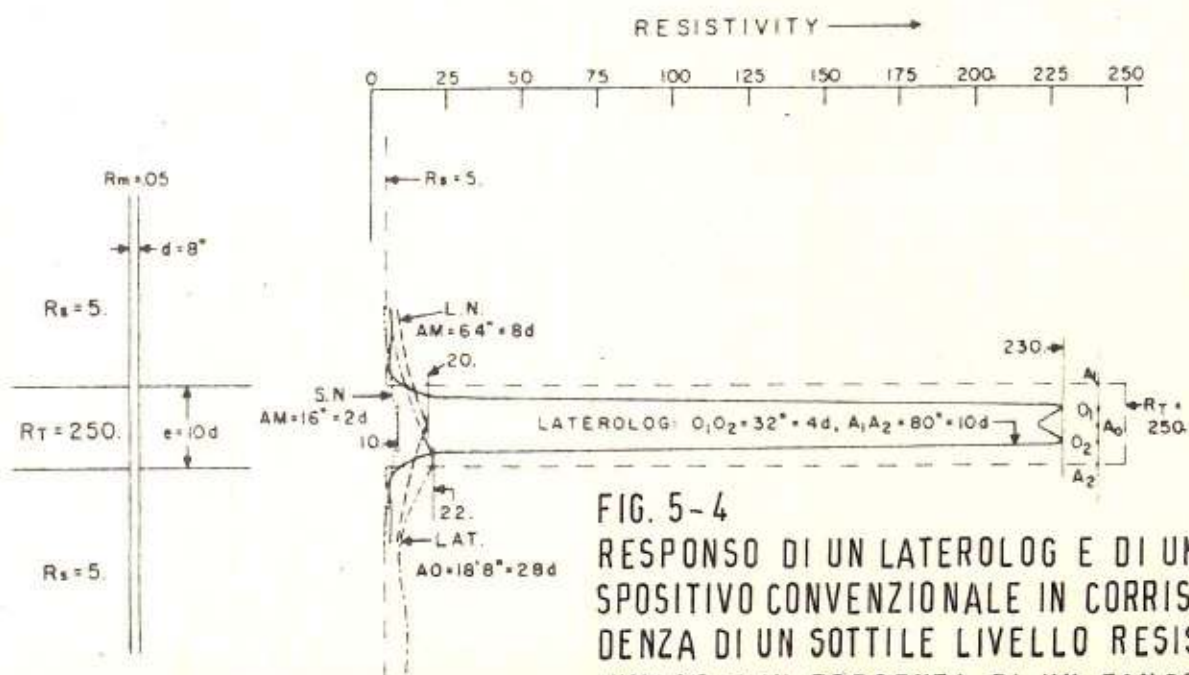 RESISTIVITY
0 25 50 75 100 125 150 175 200 225 250
Rm=.05
Rs=5.
d=8"
Rs=5.
L.N.
AM=64"=8d
20.
230.
A1
S.N
AM=16"=2d
RT=250.
e=10d
10
LATEROLOG: O1O2=32"=4d, A1A2=80"=10d
O1
A0
O2
RT=
250.
A2
22.
LAT.
AO=18'8"=28d
Rs=5.
FIG. 5-4
RESPONSO DI UN LATEROLOG E DI UN
SPOSITIVO CONVENZIONALE IN CORRIS
DENZA DI UN SOTTILE LIVELLO RESIS